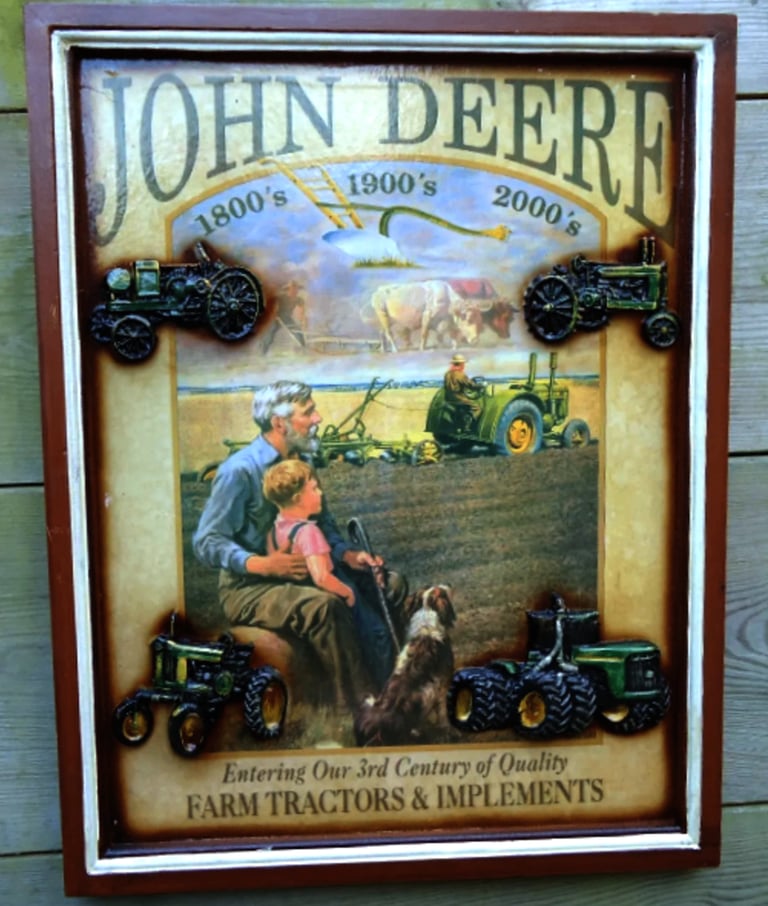 JOHN DEERE
1800's 1900's 2000's
Entering Our 3rd Century of Quality
FARM TRACTORS & IMPLEMENTS